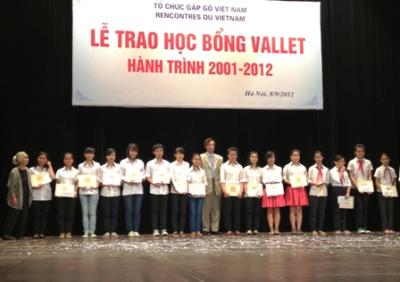 TỔ CHỨC GẶP GỠ VIỆT NAM
RENCONTRES DU VIETNAM
LỄ TRAO HỌC BỔNG VALLET
HÀNH TRÌNH 2001-2012
Hà Nội, 8/9/2012